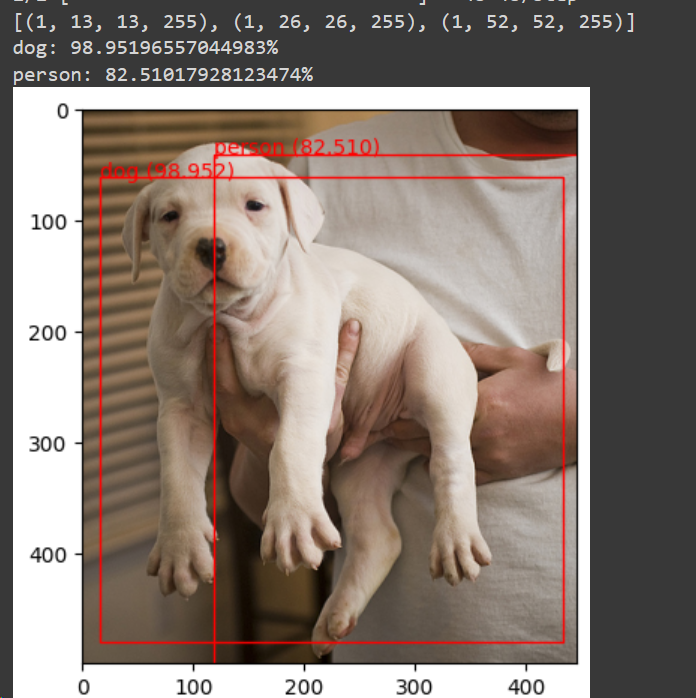 [(1, 13, 13, 255), (1, 26, 26, 255), (1, 52, 52, 255)]
dog: 98.95196557044983%
person: 82.51017928123474%
0
person (82.510)
dog (98.952)
100
200
300
400
0 100 200 300 400